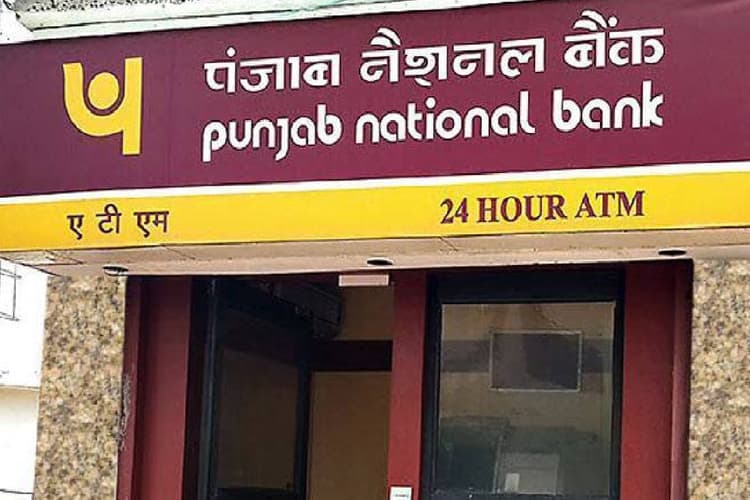 पंजाब नैशनल बैंक
punjab national bank
ए टी एम 24 HOUR ATM